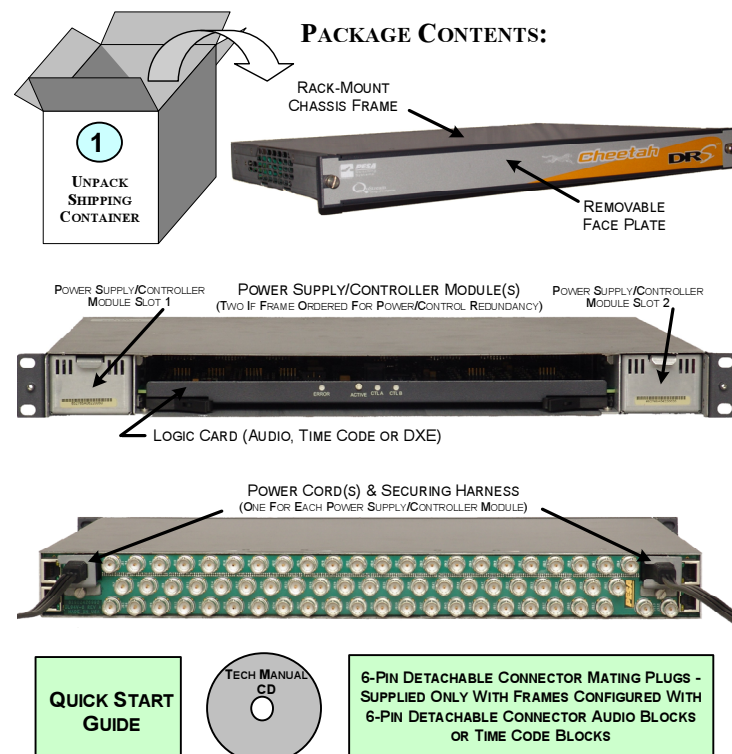 PACKAGE CONTENTS:
RACK-MOUNT
CHASSIS FRAME
1
UNPACK
SHIPPING
CONTAINER
Cheetah DRS
REMOVABLE
FACE PLATE
POWER SUPPLY/CONTROLLER
MODULE SLOT 1
POWER SUPPLY/CONTROLLER MODULE(S)
(TWO IF FRAME ORDERED FOR POWER/CONTROL REDUNDANCY)
POWER SUPPLY/CONTROLLER
MODULE SLOT 2
ERROR ACTIVE CTL A CTL B
LOGIC CARD (AUDIO, TIME CODE OR DXE)
POWER CORD(S) & SECURING HARNESS
(ONE FOR EACH POWER SUPPLY/CONTROLLER MODULE)
QUICK START
GUIDE
TECH MANUAL
CD
6-PIN DETACHABLE CONNECTOR MATING PLUGS -
SUPPLIED ONLY WITH FRAMES CONFIGURED WITH
6-PIN DETACHABLE CONNECTOR AUDIO BLOCKS
OR TIME CODE BLOCKS